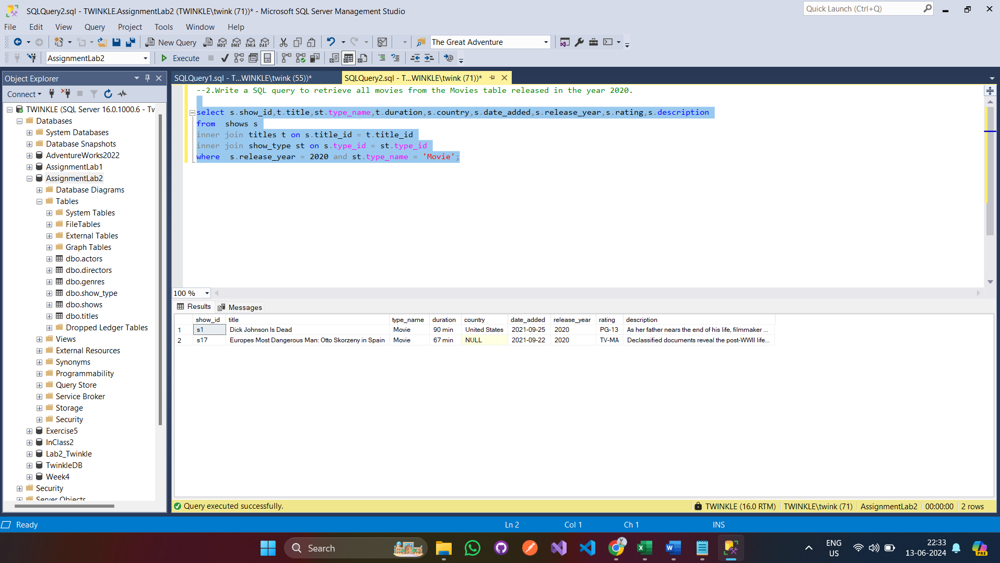 SQLQuery2.sql - TWINKLE.AssignmentLab2 (TWINKLE\twink (71))* - Microsoft SQL Server Management Studio
Quick Launch (Ctrl+Q)
File Edit View Query Project Tools Window Help
New Query MDX DMX XMLA DAX The Great Adventure
AssignmentLab2 Execute
Object Explorer
SQLQuery1.sql - T...WINKLE\twink (55))*
SQLQuery2.sql - T...WINKLE\twink (71))*
Connect
TWINKLE (SQL Server 16.0.1000.6 - Tv
Databases
System Databases
Database Snapshots
AdventureWorks2022
AssignmentLab1
AssignmentLab2
Database Diagrams
Tables
System Tables
FileTables
External Tables
Graph Tables
dbo.actors
dbo.directors
dbo.genres
dbo.show_type
dbo.shows
dbo.titles
Dropped Ledger Tables
Views
External Resources
Synonyms
Programmability
Query Store
Service Broker
Storage
Security
Exercise5
InClass2
Lab2_Twinkle
TwinkleDB
Week4
Security
Server Objects
--2.Write a SQL query to retrieve all movies from the Movies table released in the year 2020.
select s.show_id,t.title,st.type_name,t.duration,s.country,s.date_added,s.release_year,s.rating,s.description
from shows s
inner join titles t on s.title_id = t.title_id
inner join show_type st on s.type_id = st.type_id
where s.release_year = 2020 and st.type_name = 'Movie';
100 %
Results Messages
show_id title type_name duration country date_added release_year rating description
1 s1 Dick Johnson Is Dead Movie 90 min United States 2021-09-25 2020 PG-13 As her father nears the end of his life, filmmaker ...
2 s17 Europes Most Dangerous Man: Otto Skorzeny in Spain Movie 67 min NULL 2021-09-22 2020 TV-MA Declassified documents reveal the post-WWII life...
Query executed successfully. TWINKLE (16.0 RTM) TWINKLE\twink (71) AssignmentLab2 00:00:00 2 rows
Ready Ln 2 Col 1 Ch 1 INS
Search
ENG
US
22:33
13-06-2024
PRE